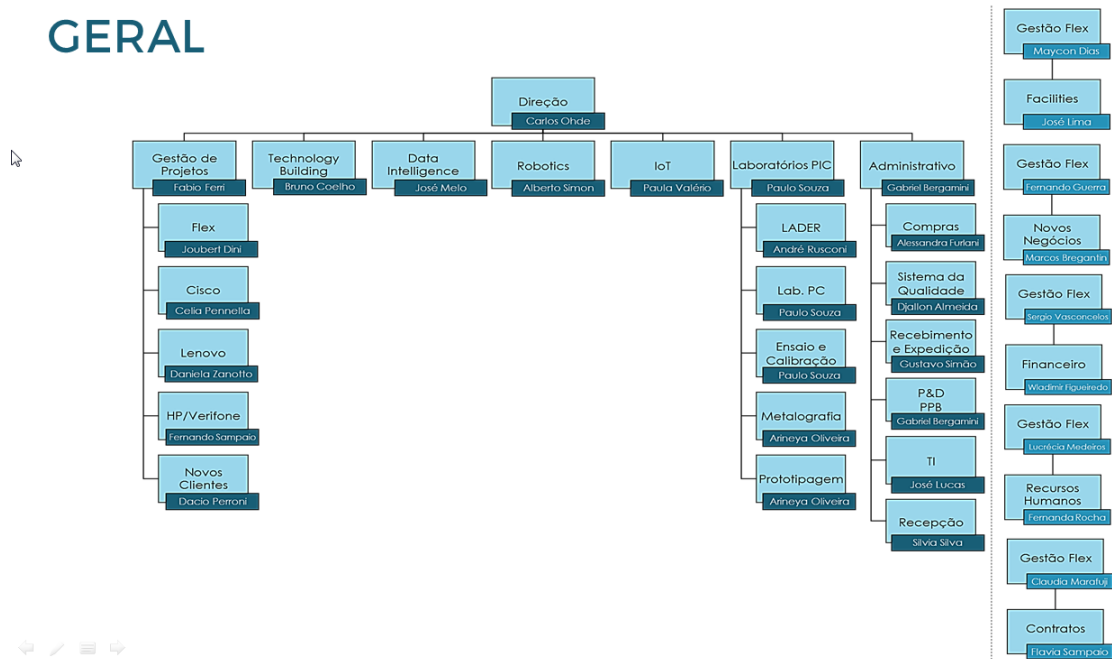 GERAL
Direção
Carlos Ohde
Gestão de
Projetos
Fabio Ferri
Technology
Building
Bruno Coelho
Data
Intelligence
José Melo
Robotics
Alberto Simon
IoT
Paula Valério
Laboratórios PIC
Paulo Souza
Administrativo
Gabriel Bergamini
Flex
Joubert Dini
Cisco
Celia Pennella
Lenovo
Daniela Zanotto
HP/Verifone
Fernando Sampaio
Novos
Clientes
Dacio Perroni
LADER
André Rusconi
Lab. PC
Paulo Souza
Ensaio e
Calibração
Paulo Souza
Metalografia
Arineya Oliveira
Prototipagem
Arineya Oliveira
Compras
Alessandra Furlani
Sistema da
Qualidade
Djallon Almeida
Recebimento
e Expedição
Gustavo Simão
P&D
PPB
Gabriel Bergamini
TI
José Lucas
Recepção
Silvia Silva
Gestão Flex
Maycon Dias
Facilities
José Lima
Gestão Flex
Fernando Guerra
Novos
Negócios
Marcos Bregantin
Gestão Flex
Sergio Vasconcelos
Financeiro
Wladimir Figueiredo
Gestão Flex
Lucrécia Medeiros
Recursos
Humanos
Fernanda Rocha
Gestão Flex
Claudia Marafuji
Contratos
Flavia Sampaio